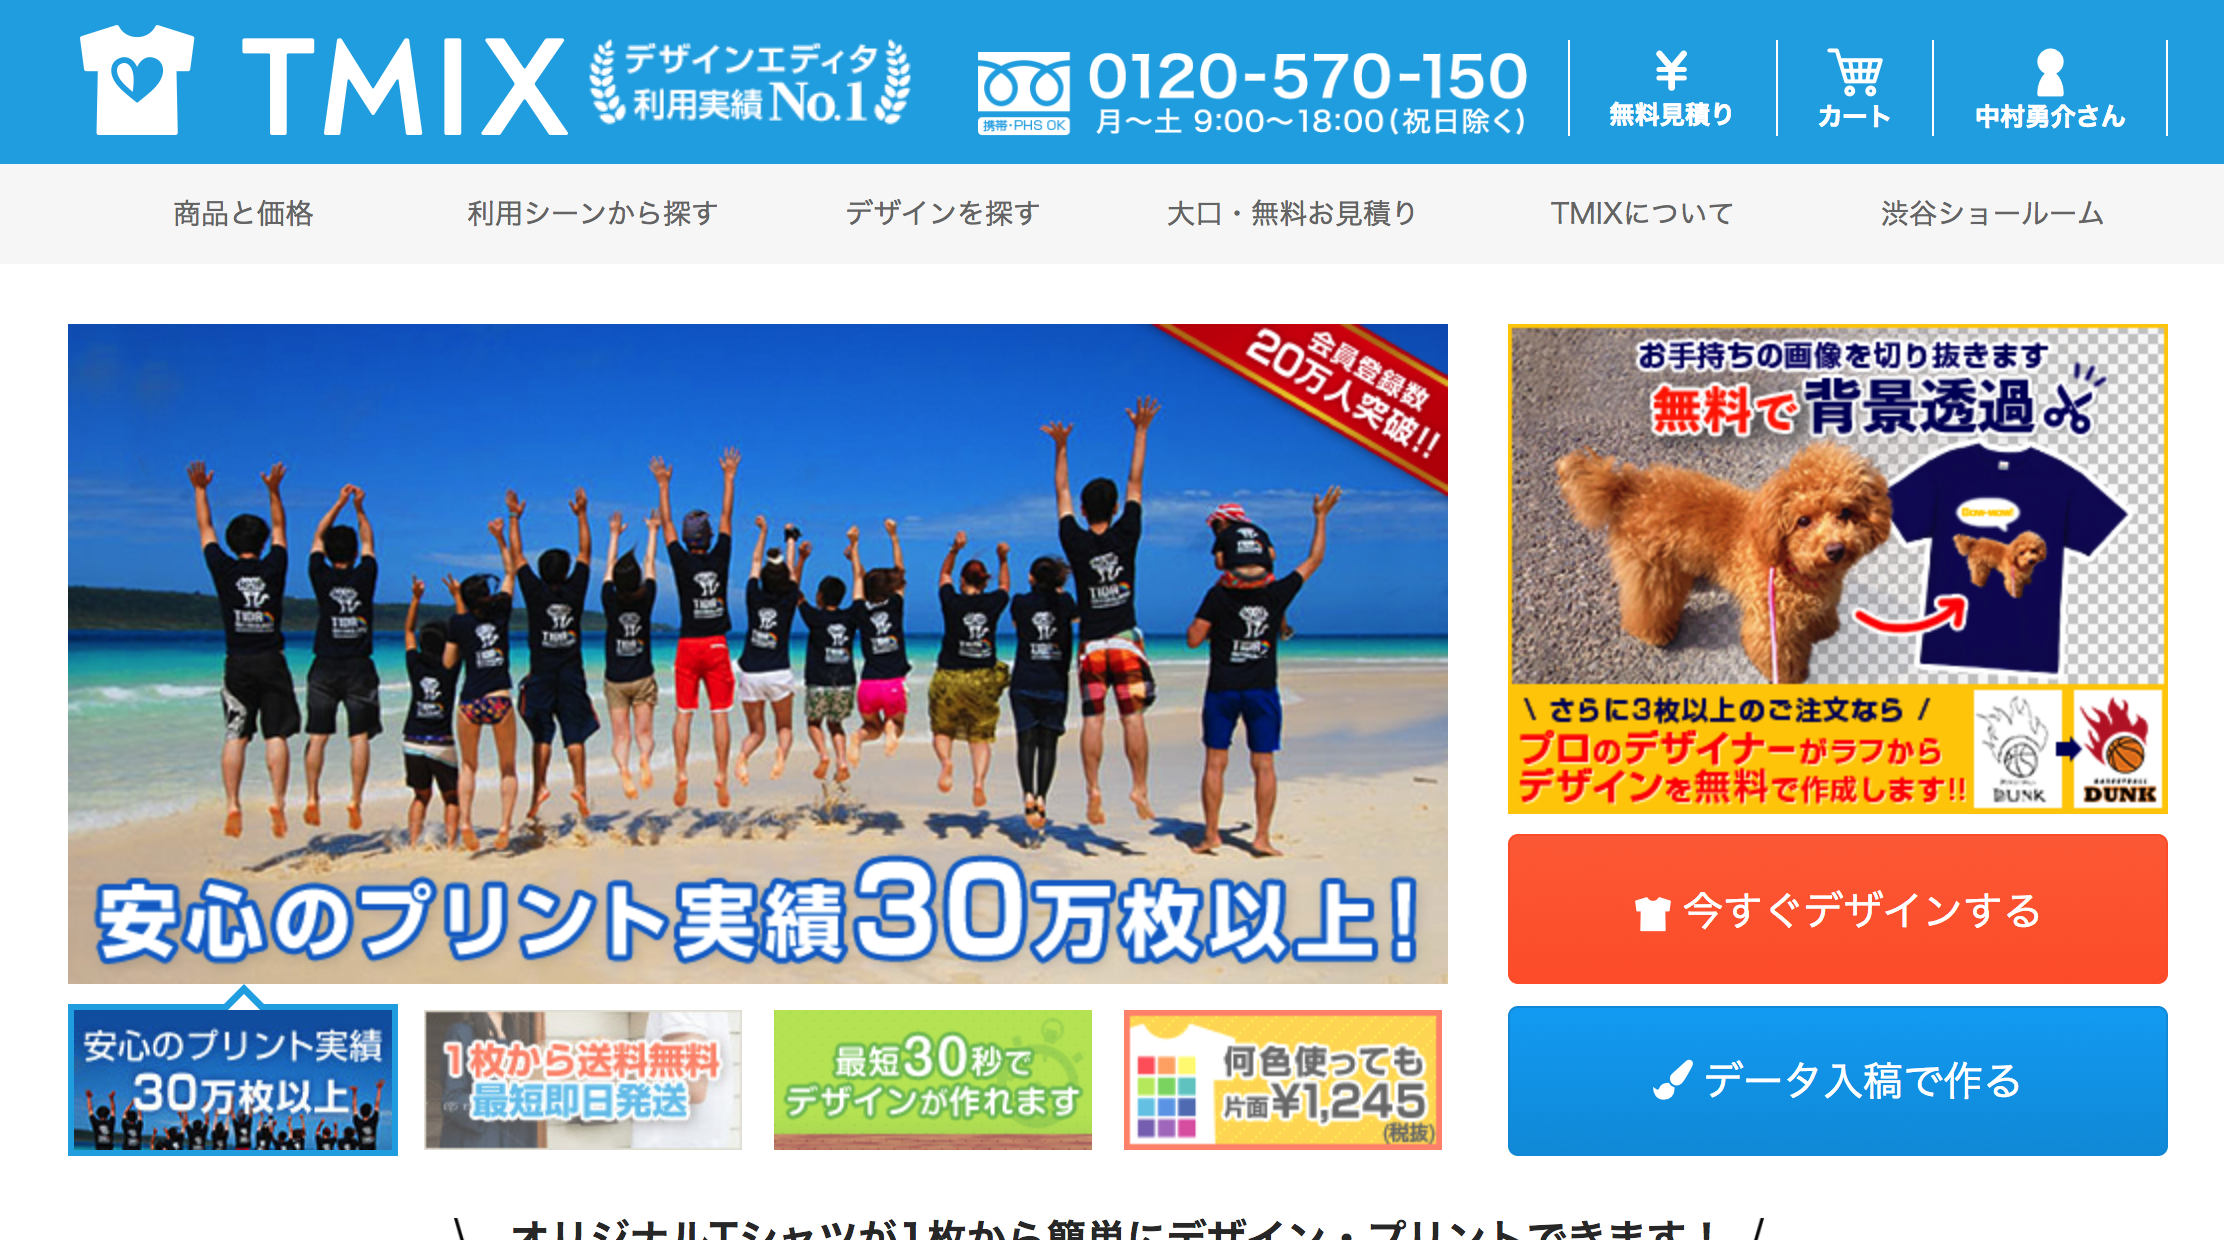 TMIX
デザインエディタ
利用実績No.1
0120-570-150
携帯・PHS OK
月〜土 9:00〜18:00(祝日除く)
¥
無料見積り
カート
中村勇介さん
商品と価格
利用シーンから探す
デザインを探す
大口・無料お見積り
TMIXについて
渋谷ショールーム
会員登録数
20万人突破!!
安心のプリント実績30万枚以上!
お手持ちの画像を切り抜きます
無料で背景透過
Bow-wow!
\ さらに3枚以上のご注文なら /
プロのデザイナーがラフから
デザインを無料で作成します!!
DUNK
BASKETBALL
DUNK
今すぐデザインする
データ入稿で作る
安心のプリント実績
30万枚以上
1枚から送料無料
最短即日発送
最短30秒で
デザインが作れます
何色使っても
片面¥1,245
(税抜)
\ オリジナルTシャツが1枚から簡単にデザイン・プリントできます! /